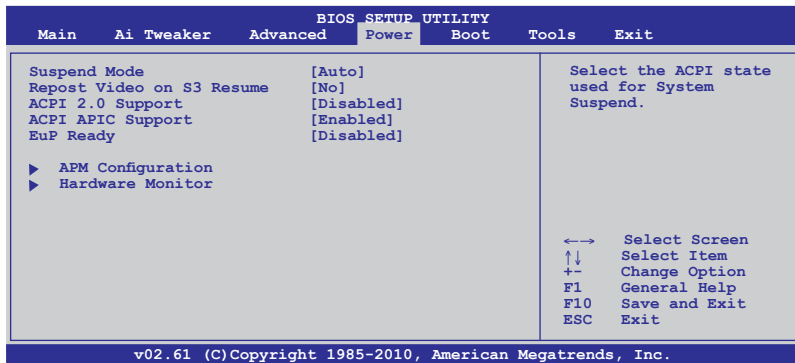 BIOS SETUP UTILITY
Main Ai Tweaker Advanced Power Boot Tools Exit
Suspend Mode [Auto]
Repost Video on S3 Resume [No]
ACPI 2.0 Support [Disabled]
ACPI APIC Support [Enabled]
EuP Ready [Disabled]
▶ APM Configuration
▶ Hardware Monitor
Select the ACPI state
used for System
Suspend.
←→ Select Screen
↑↓ Select Item
+- Change Option
F1 General Help
F10 Save and Exit
ESC Exit
v02.61 (C)Copyright 1985-2010, American Megatrends, Inc.